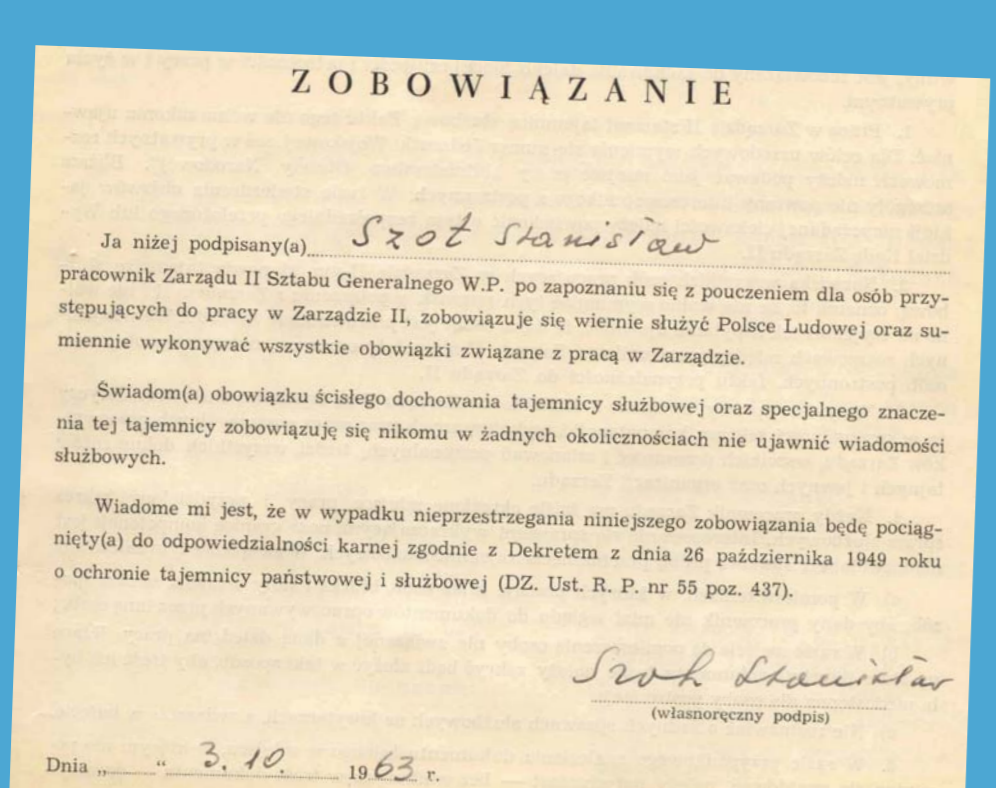 ZOBOWIĄZANIE
Ja niżej podpisany(a) Szot Stanisław
pracownik Zarządu II Sztabu Generalnego W.P. po zapoznaniu się z pouczeniem dla osób przy-
stępujących do pracy w Zarządzie II, zobowiązuje się wiernie służyć Polsce Ludowej oraz su-
miennie wykonywać wszystkie obowiązki związane z pracą w Zarządzie.
Świadom(a) obowiązku ścisłego dochowania tajemnicy służbowej oraz specjalnego znacze-
nia tej tajemnicy zobowiązuję się nikomu w żadnych okolicznościach nie ujawnić wiadomości
służbowych.
Wiadome mi jest, że w wypadku nieprzestrzegania niniejszego zobowiązania będę pociąg-
nięty(a) do odpowiedzialności karnej zgodnie z Dekretem z dnia 26 października 1949 roku
o ochronie tajemnicy państwowej i służbowej (DZ. Ust. R. P. nr 55 poz. 437).
Szot Stanisław
(własnoręczny podpis)
Dnia „ “ 3.10. 1963 r.